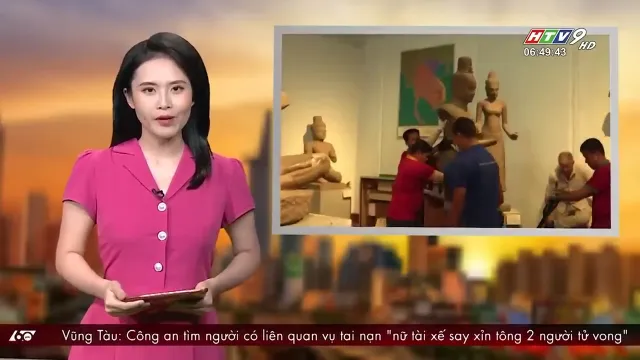 HTV9 HD
06:49:43
60
Vũng Tàu: Công an tìm người có liên quan vụ tai nạn "nữ tài xế say xỉn tông 2 người tử vong"